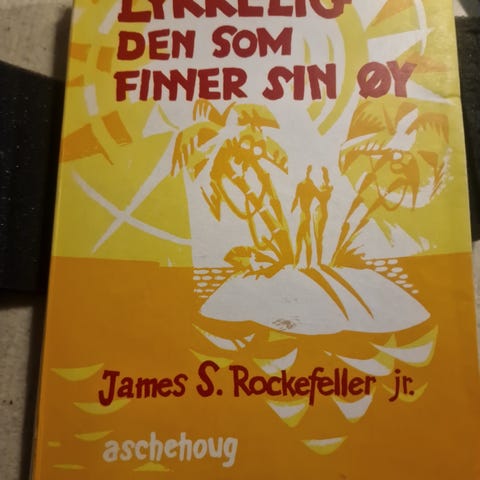 LYKKELIG
DEN SOM
FINNER SIN ØY
James S. Rockefeller jr.
aschehoug